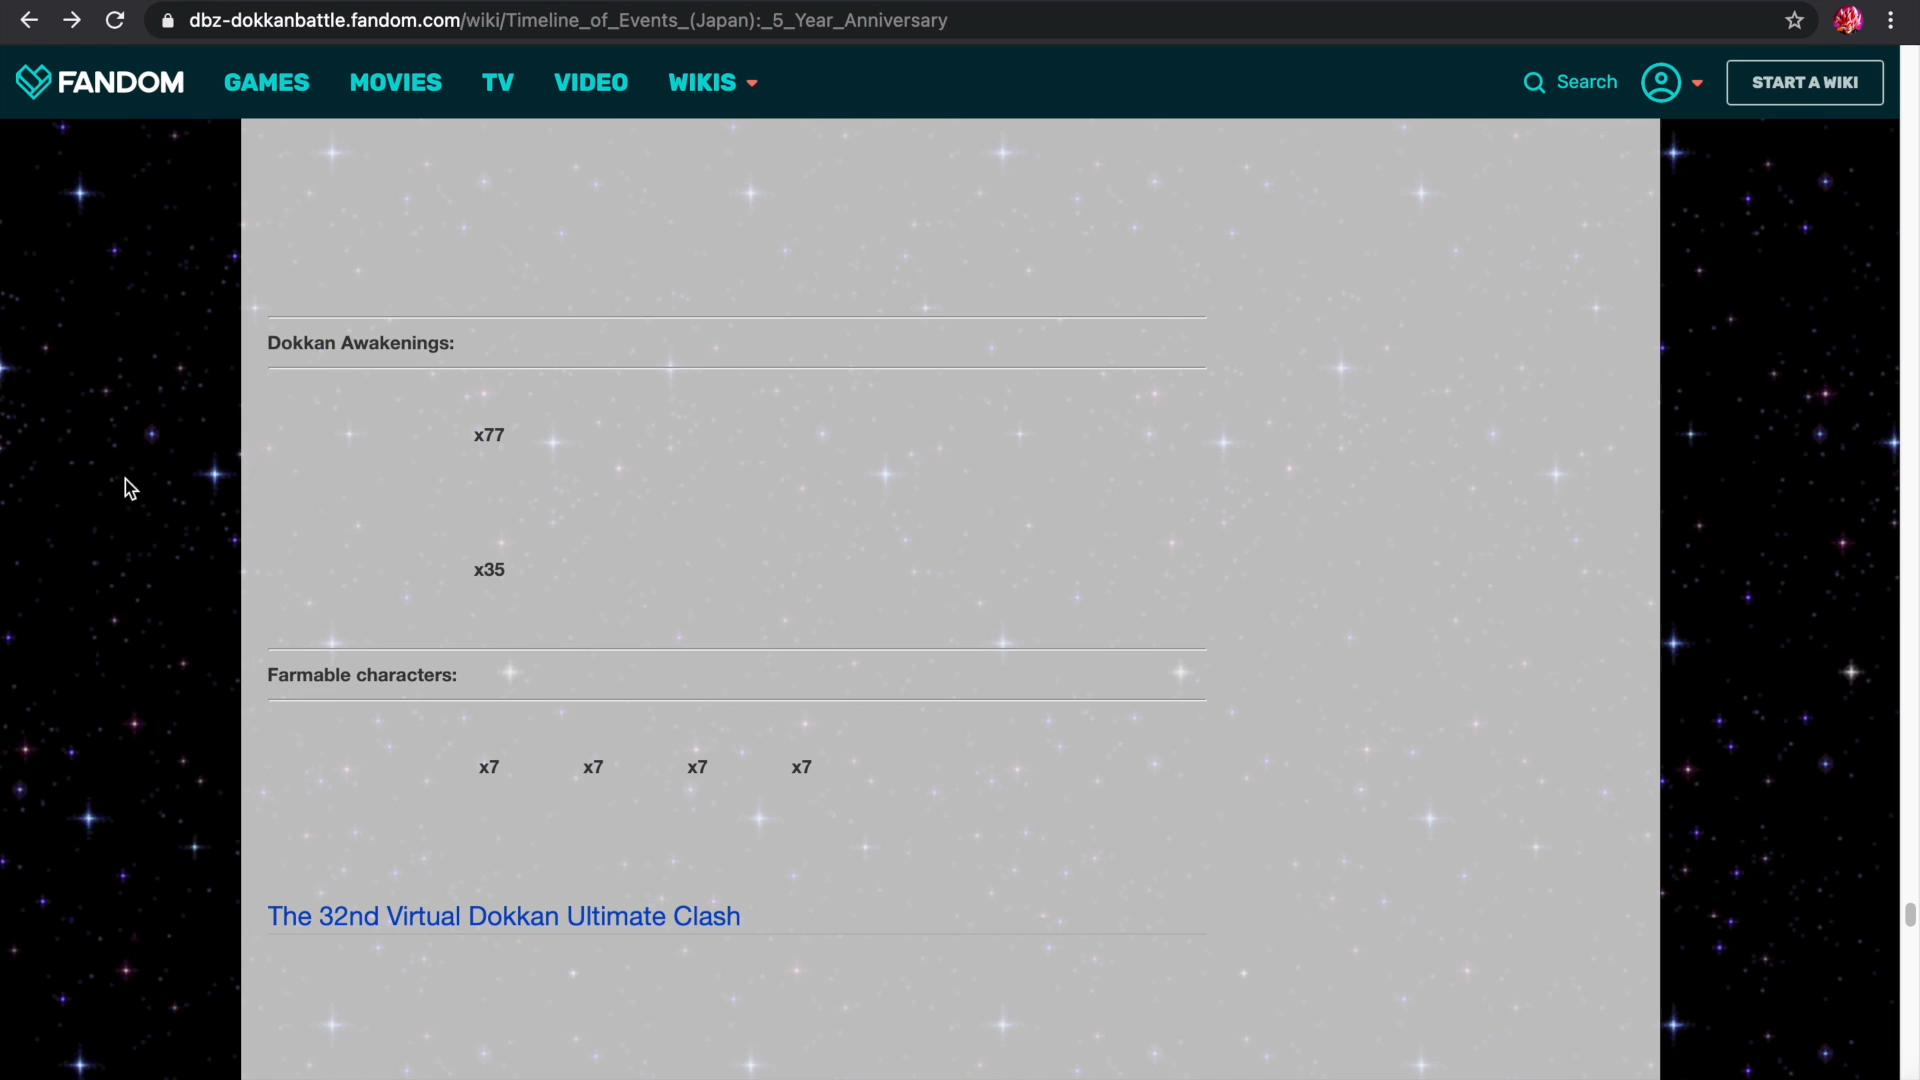 dbz-dokkanbattle.fandom.com/wiki/Timeline_of_Events_(Japan):_5_Year_Anniversary
FANDOM GAMES MOVIES TV VIDEO WIKIS Search START A WIKI
Dokkan Awakenings:
x77
x35
Farmable characters:
x7 x7 x7 x7
The 32nd Virtual Dokkan Ultimate Clash